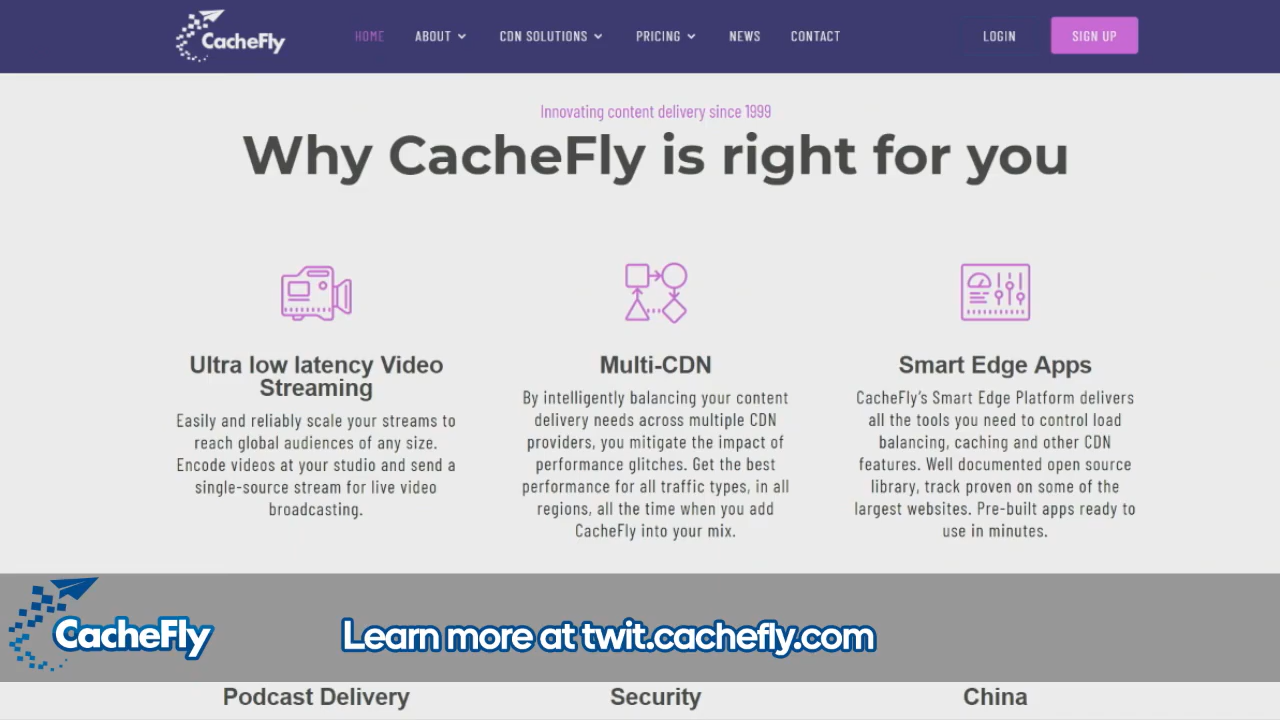 CacheFly
HOME
ABOUT
CDN SOLUTIONS
PRICING
NEWS
CONTACT
LOGIN
SIGN UP
Innovating content delivery since 1999
Why CacheFly is right for you
Ultra low latency Video
Streaming
Easily and reliably scale your streams to
reach global audiences of any size.
Encode videos at your studio and send a
single-source stream for live video
broadcasting.
Multi-CDN
By intelligently balancing your content
delivery needs across multiple CDN
providers, you mitigate the impact of
performance glitches. Get the best
performance for all traffic types, in all
regions, all the time when you add
CacheFly into your mix.
Smart Edge Apps
CacheFly's Smart Edge Platform delivers
all the tools you need to control load
balancing, caching and other CDN
features. Well documented open source
library, track proven on some of the
largest websites. Pre-built apps ready to
use in minutes.
CacheFly
Learn more at twit.cachefly.com
Podcast Delivery
Security
China